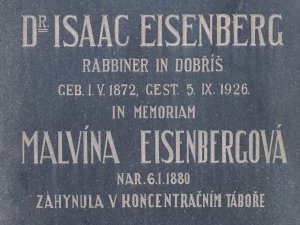 Dr. ISAAC EISENBERG
RABBINER IN DOBŘÍŠ
GEB. I. V. 1872, GEST. 5. IX. 1926.
IN MEMORIAM
MALVÍNA EISENBERGOVÁ
NAR. 6. I. 1880
ZAHYNULA V KONCENTRAČNÍM TÁBOŘE